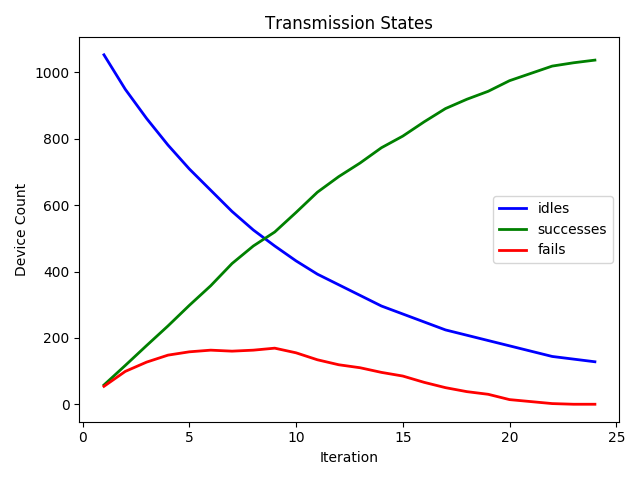 Transmission States
Device Count
1000
800
600
400
200
0
idles
successes
fails
0 5 10 15 20 25
Iteration